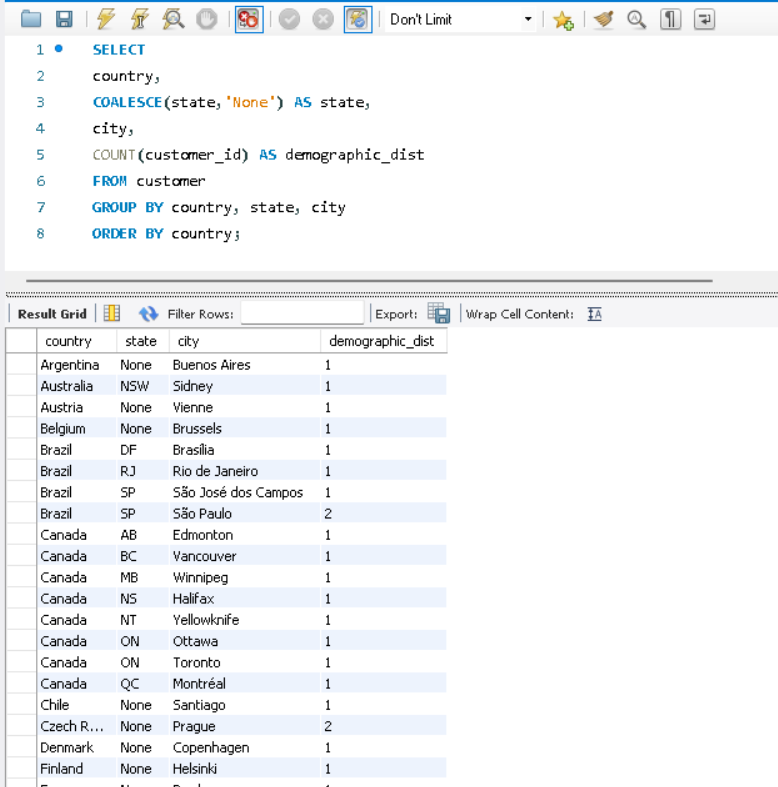 Don't Limit
1 SELECT
2 country,
3 COALESCE(state,'None') AS state,
4 city,
5 COUNT(customer_id) AS demographic_dist
6 FROM customer
7 GROUP BY country, state, city
8 ORDER BY country;
Result Grid Filter Rows: Export: Wrap Cell Content:
country state city demographic_dist
Argentina None Buenos Aires 1
Australia NSW Sidney 1
Austria None Vienne 1
Belgium None Brussels 1
Brazil DF Brasília 1
Brazil RJ Rio de Janeiro 1
Brazil SP São José dos Campos 1
Brazil SP São Paulo 2
Canada AB Edmonton 1
Canada BC Vancouver 1
Canada MB Winnipeg 1
Canada NS Halifax 1
Canada NT Yellowknife 1
Canada ON Ottawa 1
Canada ON Toronto 1
Canada QC Montréal 1
Chile None Santiago 1
Czech R... None Prague 2
Denmark None Copenhagen 1
Finland None Helsinki 1